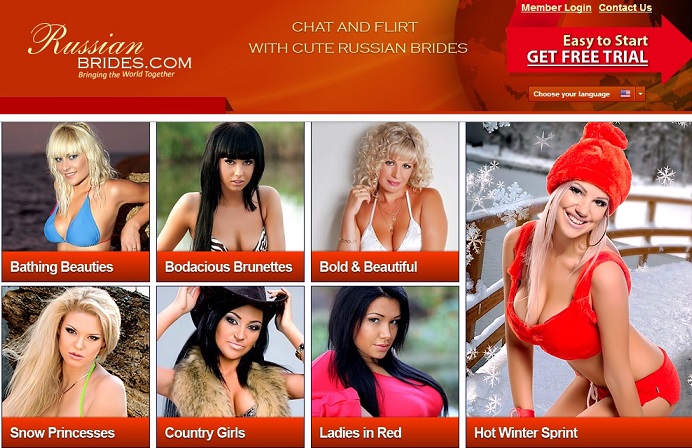 Russian
BRIDES.COM
Bringing the World Together
CHAT AND FLIRT
WITH CUTE RUSSIAN BRIDES
Member Login Contact Us
Easy to Start
GET FREE TRIAL
Choose your language
Bathing Beauties
Bodacious Brunettes
Bold & Beautiful
Snow Princesses
Country Girls
Ladies in Red
Hot Winter Sprint